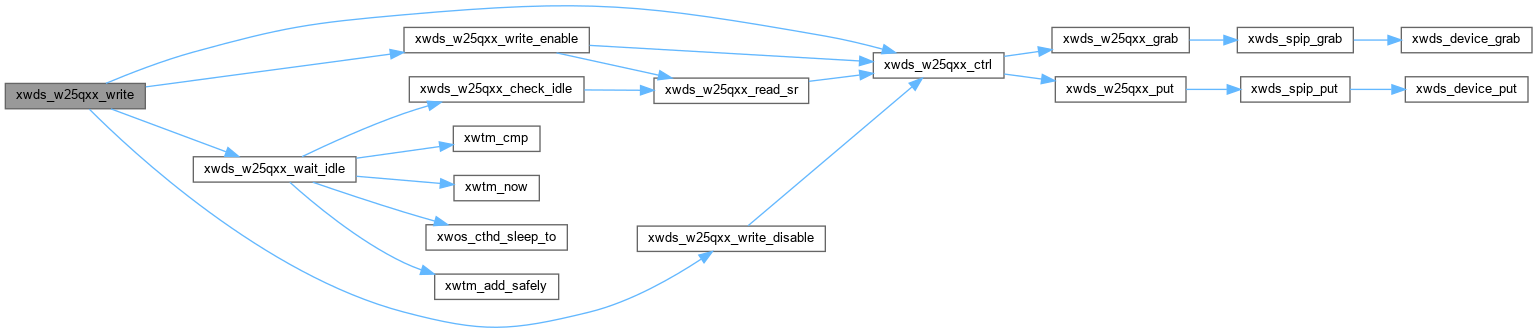 xwds_w25qxx_write
xwds_w25qxx_write_enable
xwds_w25qxx_check_idle
xwtm_cmp
xwds_w25qxx_wait_idle
xwtm_now
xwos_cthd_sleep_to
xwtm_add_safely
xwds_w25qxx_read_sr
xwds_w25qxx_write_disable
xwds_w25qxx_ctrl
xwds_w25qxx_grab
xwds_w25qxx_put
xwds_spip_grab
xwds_spip_put
xwds_device_grab
xwds_device_put